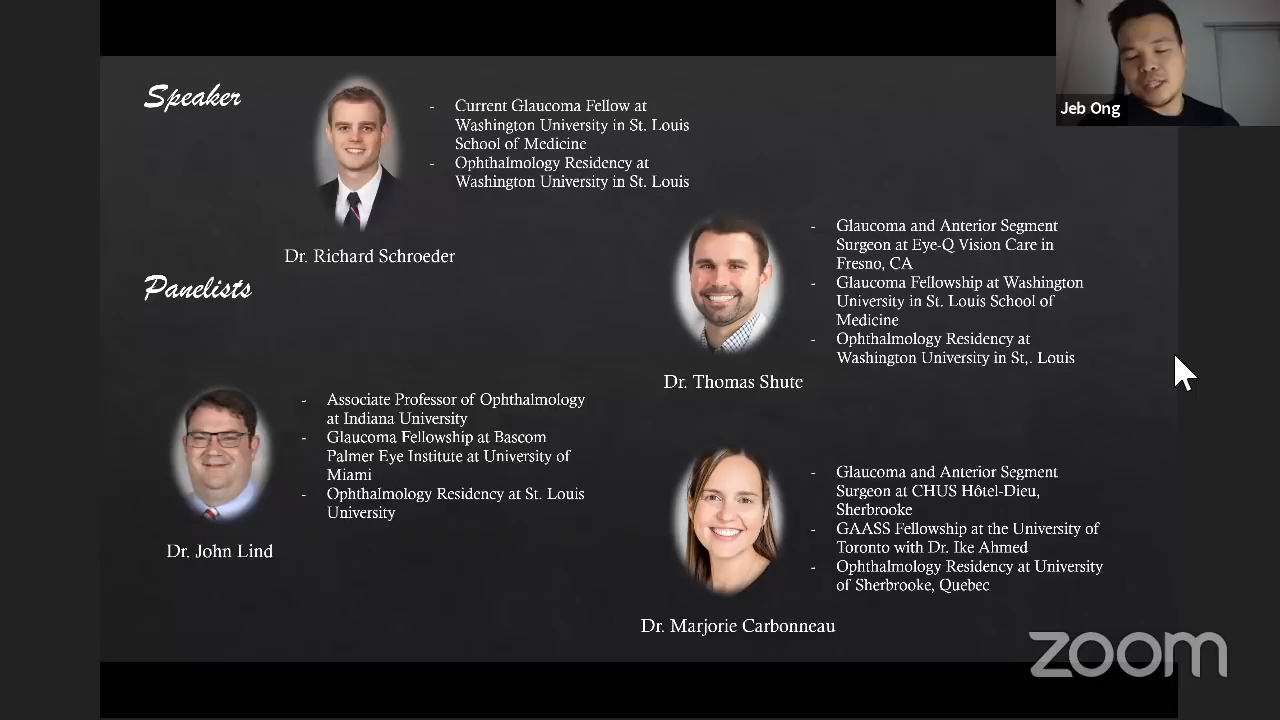 Speaker
- Current Glaucoma Fellow at
Washington University in St. Louis
School of Medicine
- Ophthalmology Residency at
Washington University in St. Louis
Dr. Richard Schroeder
Jeb Ong
Panelists
- Glaucoma and Anterior Segment
Surgeon at Eye-Q Vision Care in
Fresno, CA
- Glaucoma Fellowship at Washington
University in St. Louis School of
Medicine
- Ophthalmology Residency at
Washington University in St,. Louis
Dr. Thomas Shute
- Associate Professor of Ophthalmology
at Indiana University
- Glaucoma Fellowship at Bascom
Palmer Eye Institute at University of
Miami
- Ophthalmology Residency at St. Louis
University
Dr. John Lind
- Glaucoma and Anterior Segment
Surgeon at CHUS Hôtel-Dieu,
Sherbrooke
- GAASS Fellowship at the University of
Toronto with Dr. Ike Ahmed
- Ophthalmology Residency at University
of Sherbrooke, Quebec
Dr. Marjorie Carbonneau
zoom